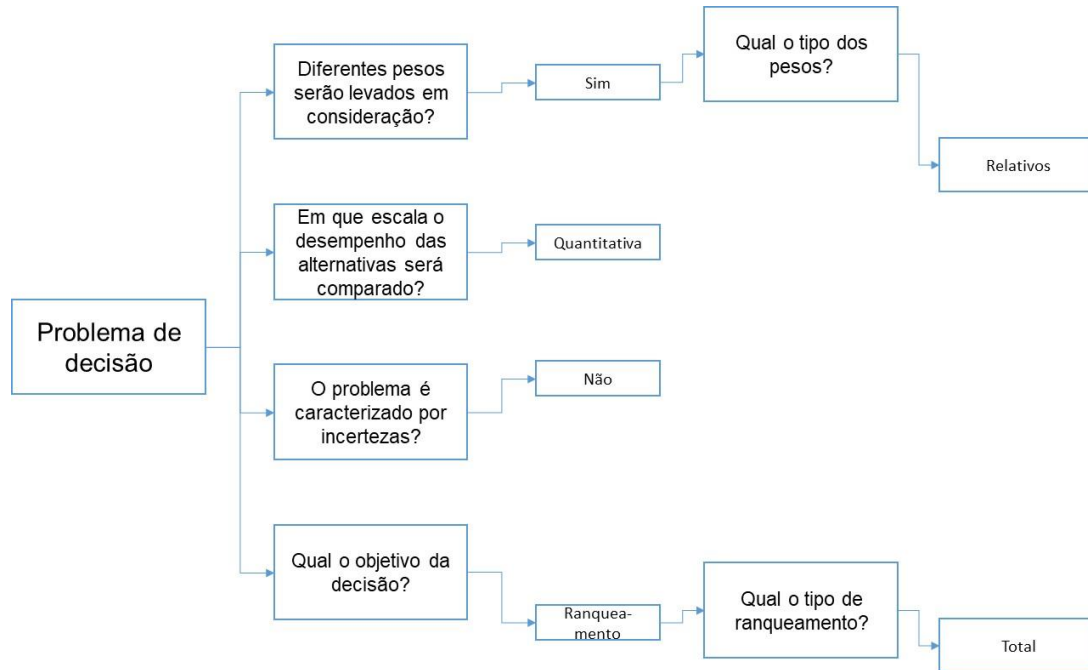 Problema de
decisão
Diferentes pesos
serão levados em
consideração?
Sim
Qual o tipo dos
pesos?
Relativos
Em que escala o
desempenho das
alternativas será
comparado?
Quantitativa
O problema é
caracterizado por
incertezas?
Não
Qual o objetivo da
decisão?
Ranquea-
mento
Qual o tipo de
ranqueamento?
Total